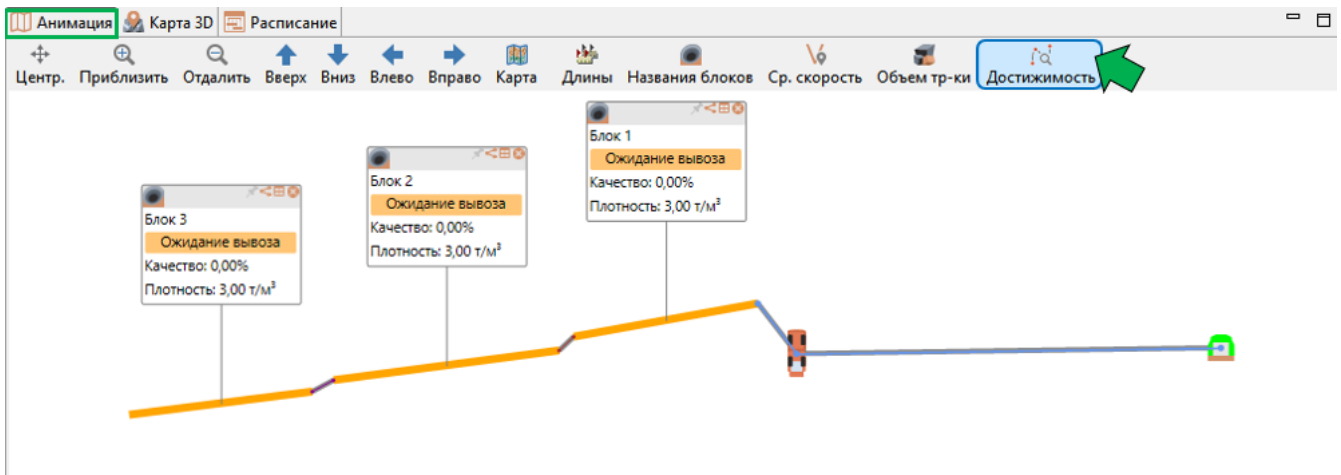 Анимация Карта 3D Расписание
Центр. Приблизить Отдалить Вверх Вниз Влево Вправо Карта Длины Названия блоков Ср. скорость Объем тр-ки Достижимость
Блок 1
Ожидание вывоза
Качество: 0,00%
Плотность: 3,00 т/м³
Блок 2
Ожидание вывоза
Качество: 0,00%
Плотность: 3,00 т/м³
Блок 3
Ожидание вывоза
Качество: 0,00%
Плотность: 3,00 т/м³